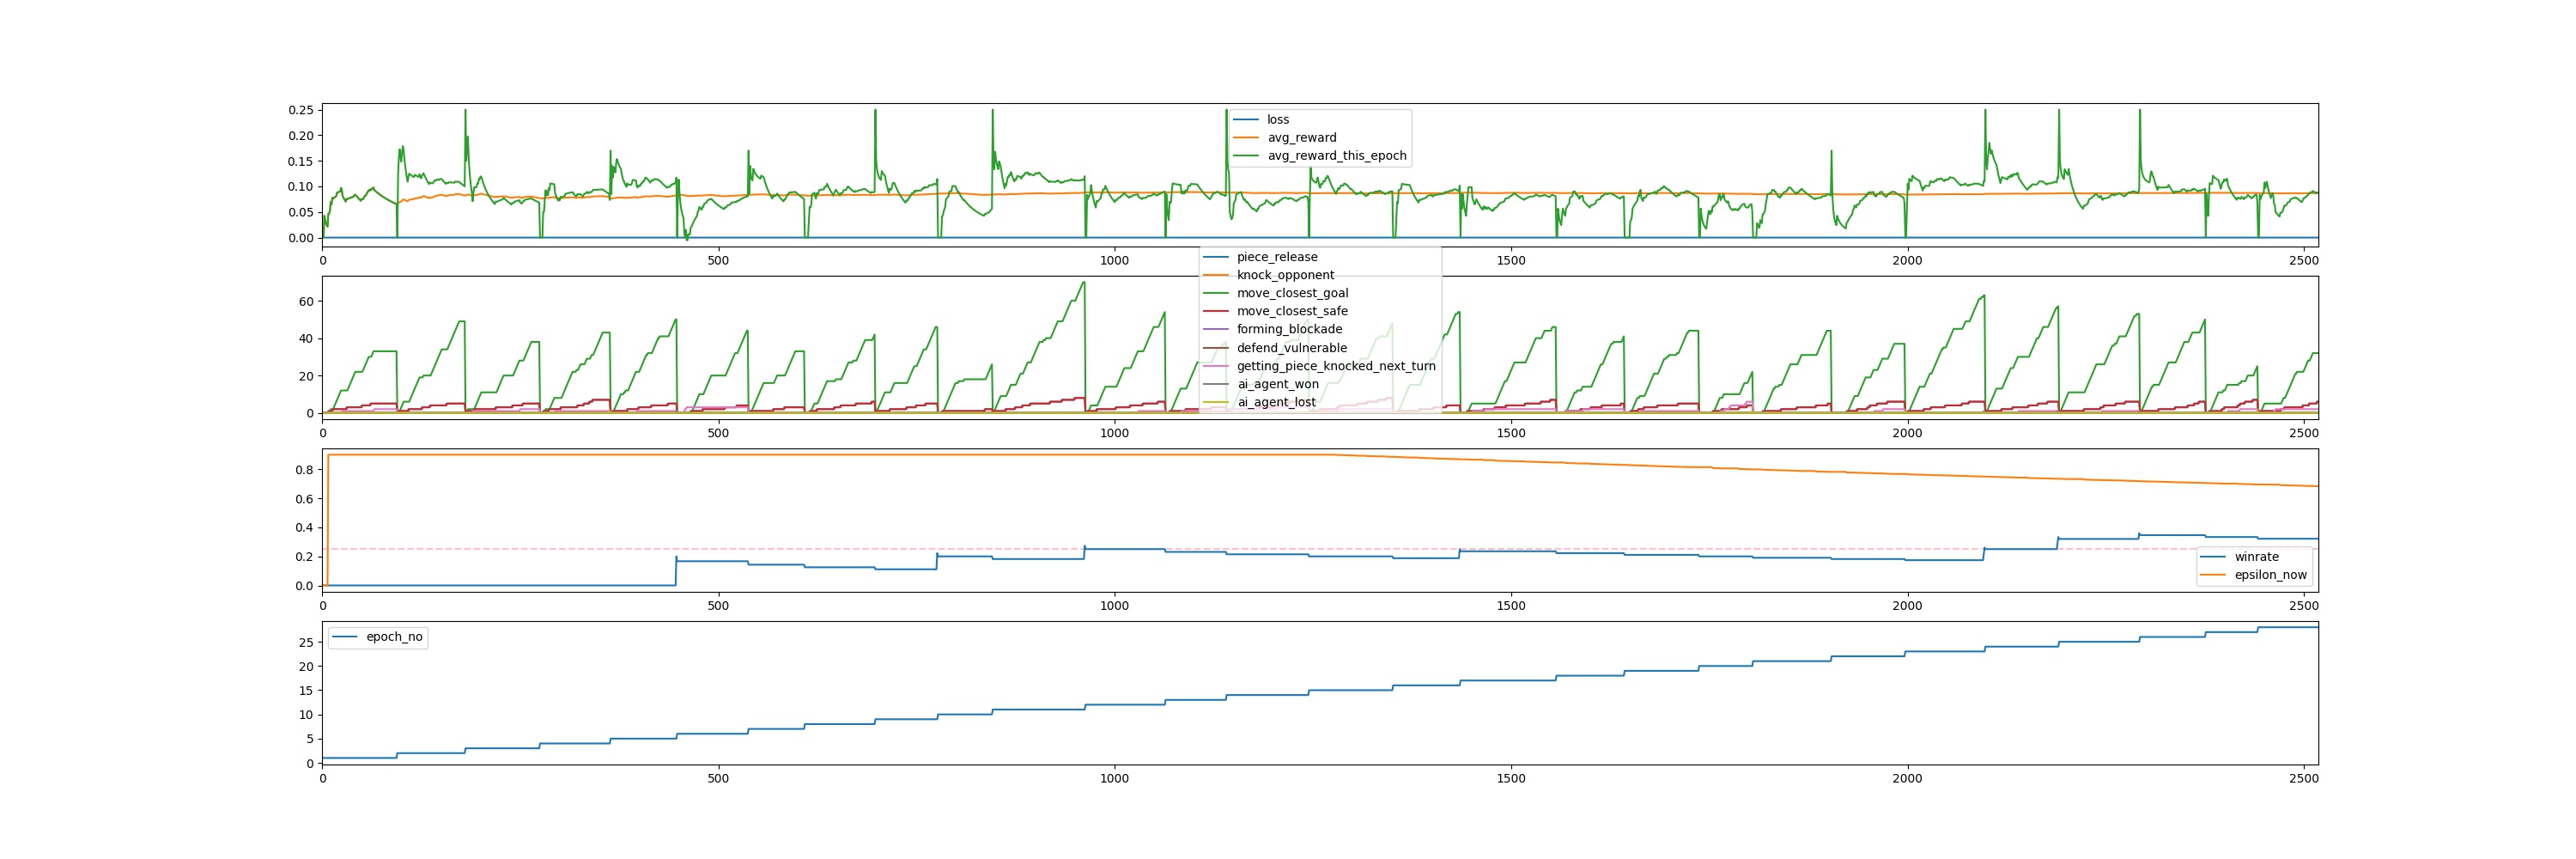 0.25
0.20
0.15
0.10
0.05
0.00
loss
avg_reward
avg_reward_this_epoch
0 500 1000 1500 2000 2500
60
40
20
0
piece_release
knock_opponent
move_closest_goal
move_closest_safe
forming_blockade
defend_vulnerable
getting_piece_knocked_next_turn
ai_agent_won
ai_agent_lost
0 500 1000 1500 2000 2500
0.8
0.6
0.4
0.2
0.0
winrate
epsilon_now
0 500 1000 1500 2000 2500
epoch_no
25
20
15
10
5
0
0 500 1000 1500 2000 2500